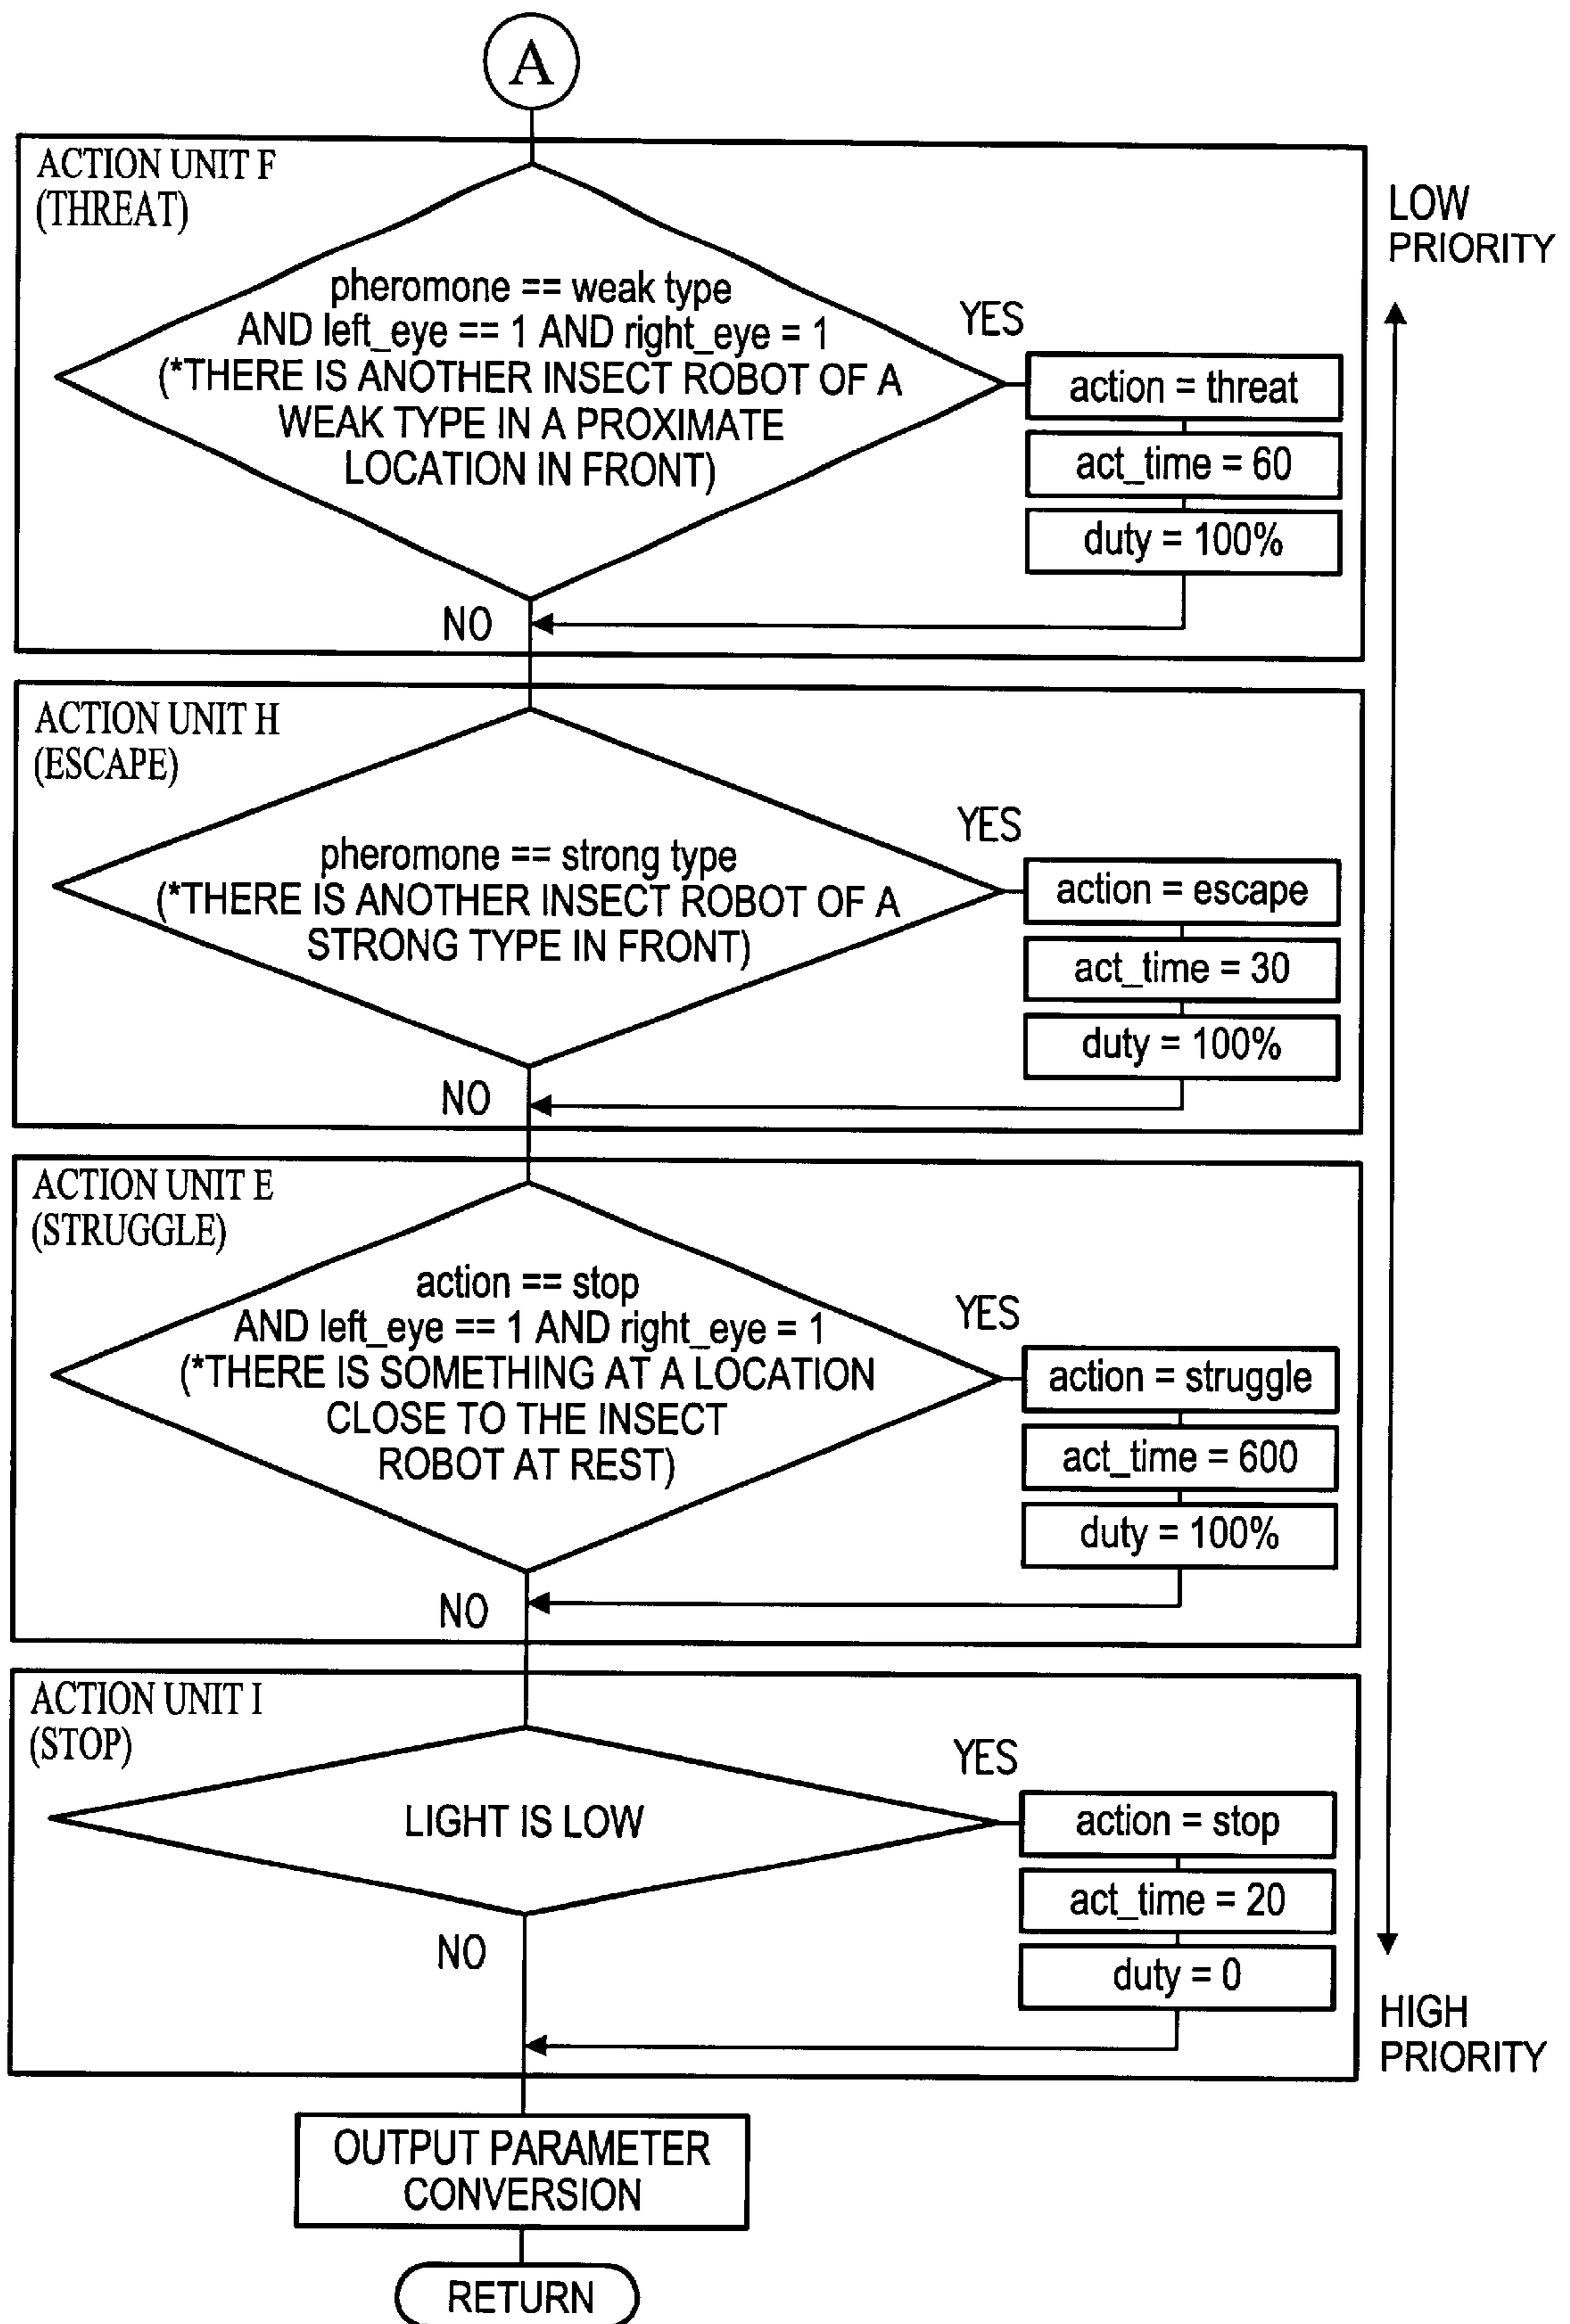 A
ACTION UNIT F
(THREAT)
LOW
PRIORITY
pheromone == weak type
AND left_eye == 1 AND right_eye = 1
(*THERE IS ANOTHER INSECT ROBOT OF A
WEAK TYPE IN A PROXIMATE
LOCATION IN FRONT)
YES
action = threat
act_time = 60
duty = 100%
NO
ACTION UNIT H
(ESCAPE)
pheromone == strong type
(*THERE IS ANOTHER INSECT ROBOT OF A
STRONG TYPE IN FRONT)
YES
action = escape
act_time = 30
duty = 100%
NO
ACTION UNIT E
(STRUGGLE)
action == stop
AND left_eye == 1 AND right_eye = 1
(*THERE IS SOMETHING AT A LOCATION
CLOSE TO THE INSECT
ROBOT AT REST)
YES
action = struggle
act_time = 600
duty = 100%
NO
ACTION UNIT I
(STOP)
LIGHT IS LOW
YES
action = stop
act_time = 20
duty = 0
NO
HIGH
PRIORITY
OUTPUT PARAMETER
CONVERSION
RETURN